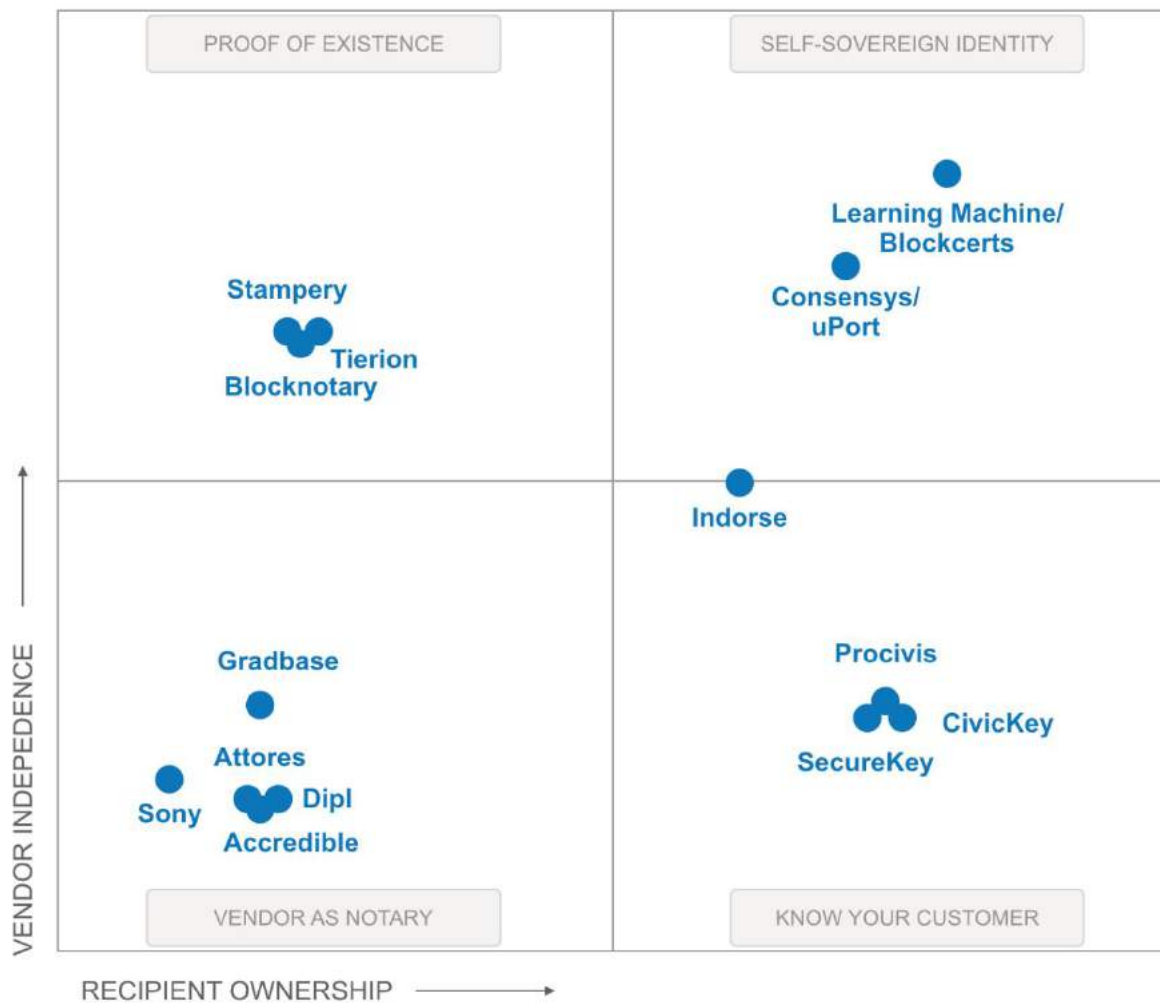 PROOF OF EXISTENCE
SELF-SOVEREIGN IDENTITY
Learning Machine/
Blockcerts
Consensys/
uPort
Stampery
Tierion
Blocknotary
Indorse
Gradbase
Attores
Sony
Dipl
Accredible
Procivis
CivicKey
SecureKey
VENDOR AS NOTARY
KNOW YOUR CUSTOMER
VENDOR INDEPEDENCE
RECIPIENT OWNERSHIP